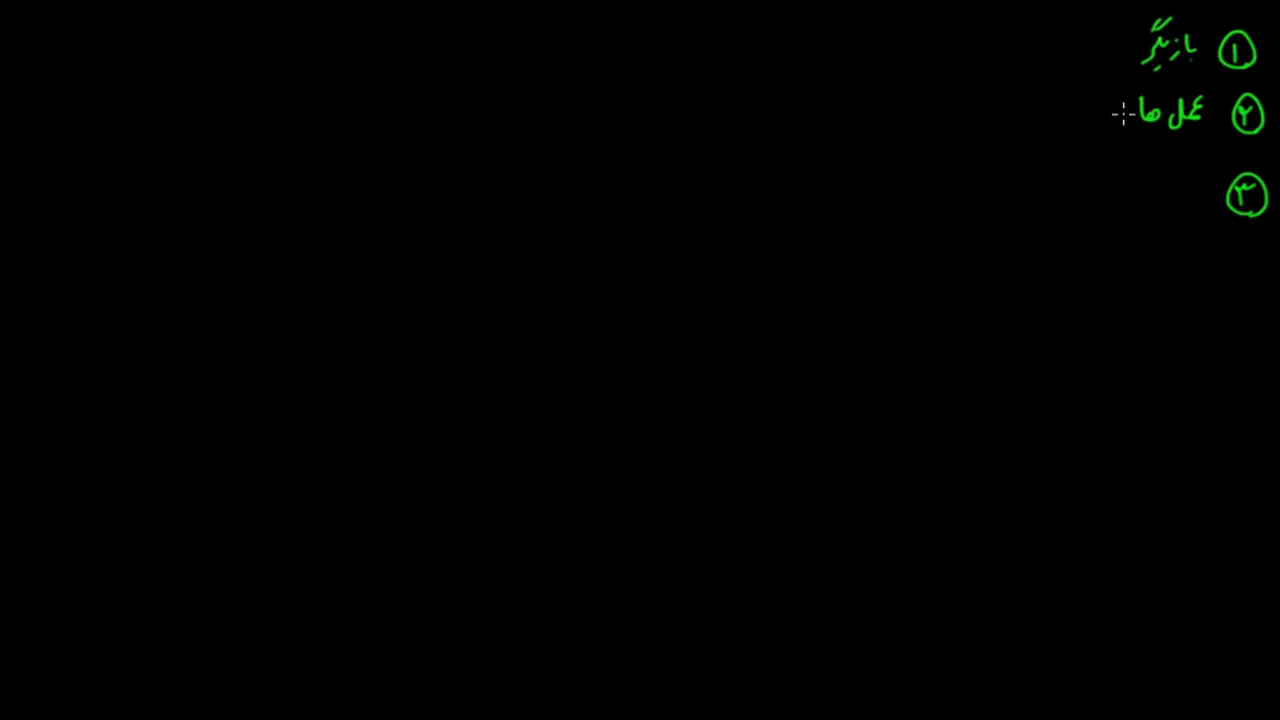 ۱ بازیگر
۲ عمل ها
۳